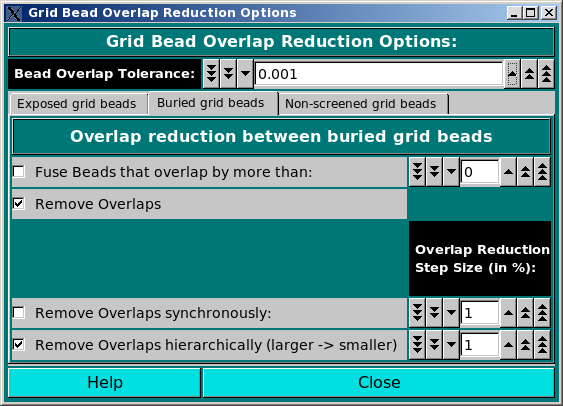 Grid Bead Overlap Reduction Options
Grid Bead Overlap Reduction Options:
Bead Overlap Tolerance: 0.001
Exposed grid beads Buried grid beads Non-screened grid beads
Overlap reduction between buried grid beads
Fuse Beads that overlap by more than: 0
Remove Overlaps
Overlap Reduction
Step Size (in %):
Remove Overlaps synchronously: 1
Remove Overlaps hierarchically (larger -> smaller) 1
Help Close